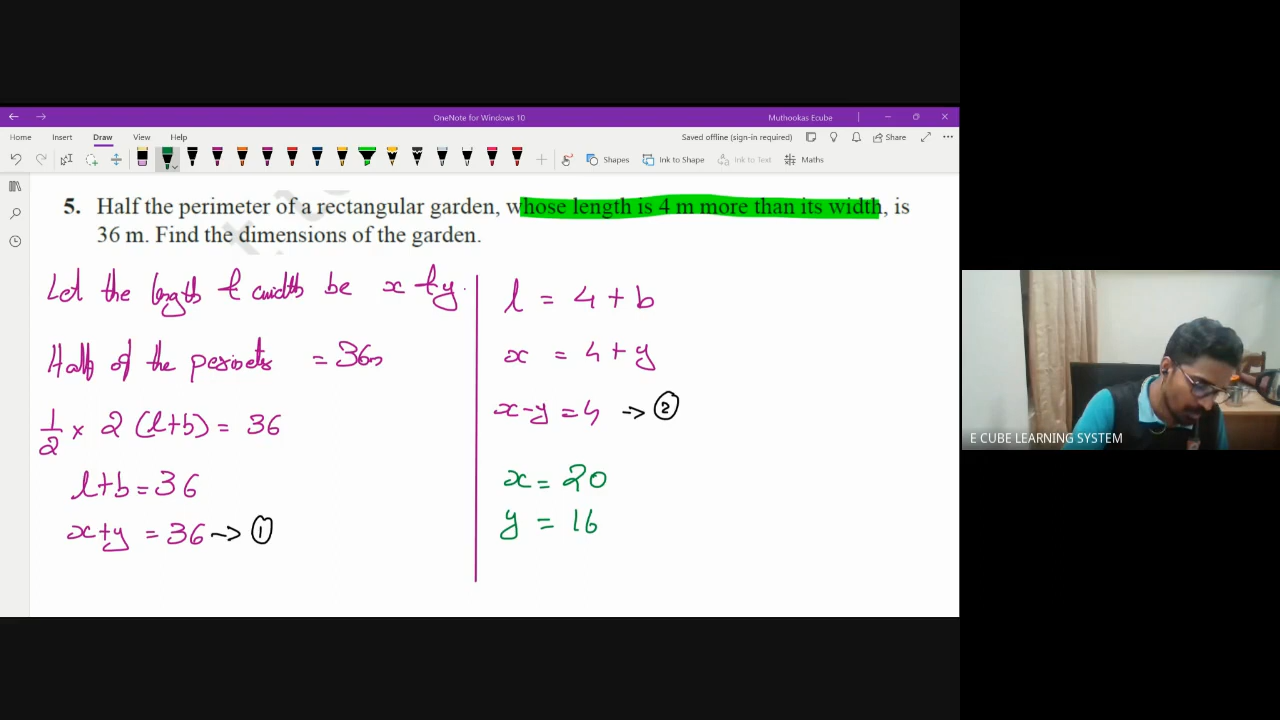 OneNote for Windows 10
Muthookas Ecube
Home Insert Draw View Help
Saved offline (sign-in required)
Share
Shapes
Ink to Shape
Ink to Text
Maths
5. Half the perimeter of a rectangular garden, whose length is 4 m more than its width, is
36 m. Find the dimensions of the garden.
Let the length & width be x & y.
Half of the perimeter = 36m
1/2 × 2 (l+b) = 36
l+b = 36
x+y = 36 → ①
l = 4 + b
x = 4 + y
x-y = 4 → ②
x = 20
y = 16
E CUBE LEARNING SYSTEM